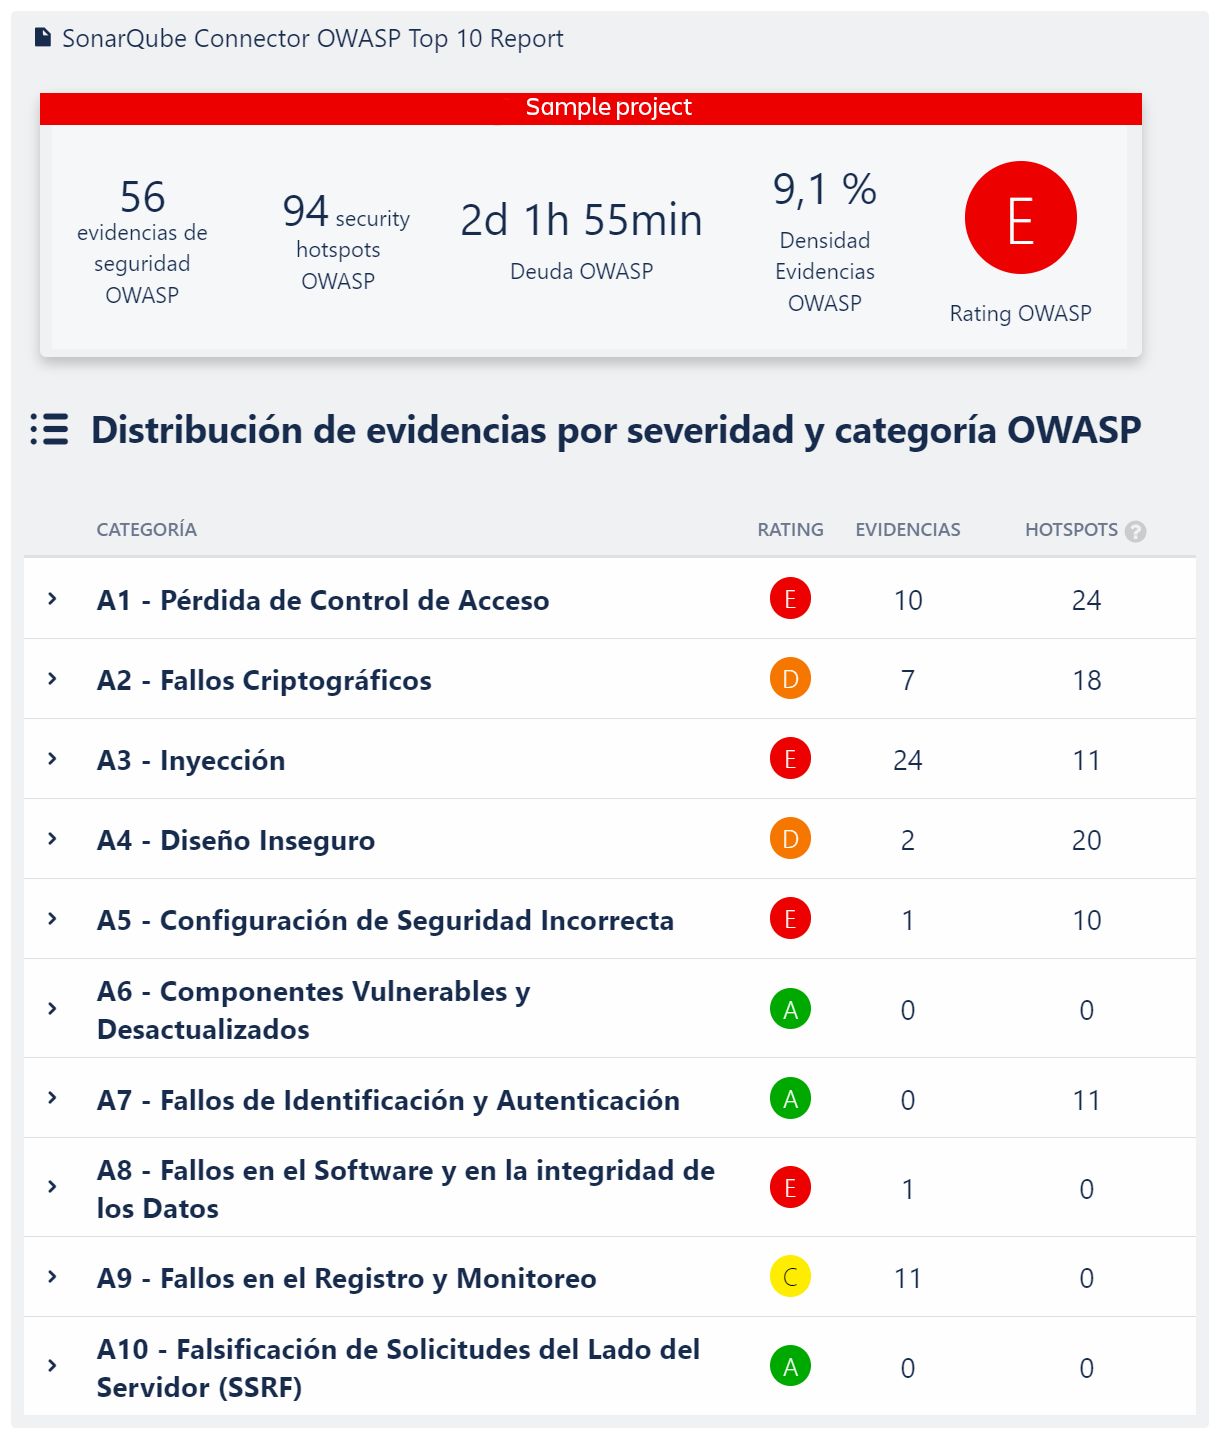 SonarQube Connector OWASP Top 10 Report
Sample project
56
evidencias de
seguridad
OWASP
94 security
hotspots
OWASP
2d 1h 55min
Deuda OWASP
9,1 %
Densidad
Evidencias
OWASP
E
Rating OWASP
Distribución de evidencias por severidad y categoría OWASP
CATEGORÍA RATING EVIDENCIAS HOTSPOTS ?
A1 - Pérdida de Control de Acceso E 10 24
A2 - Fallos Criptográficos D 7 18
A3 - Inyección E 24 11
A4 - Diseño Inseguro D 2 20
A5 - Configuración de Seguridad Incorrecta E 1 10
A6 - Componentes Vulnerables y
Desactualizados A 0 0
A7 - Fallos de Identificación y Autenticación A 0 11
A8 - Fallos en el Software y en la integridad de
los Datos E 1 0
A9 - Fallos en el Registro y Monitoreo C 11 0
A10 - Falsificación de Solicitudes del Lado del
Servidor (SSRF) A 0 0